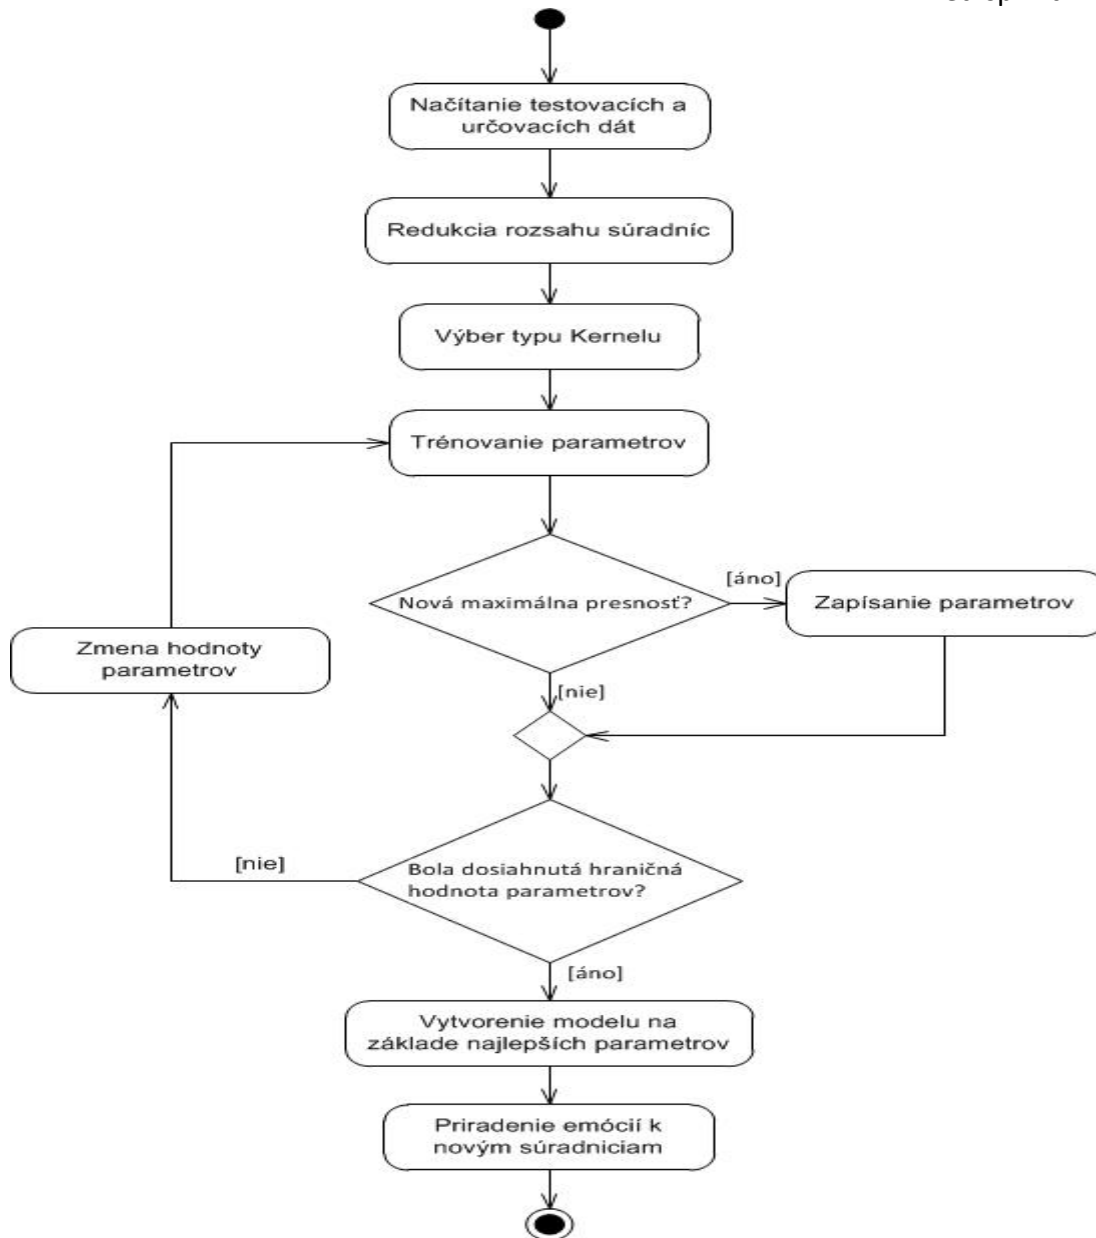 Načítanie testovacích a
určovacích dát
Redukcia rozsahu súradníc
Výber typu Kernelu
Trénovanie parametrov
Nová maximálna presnosť?
[áno]
Zapísanie parametrov
Zmena hodnoty
parametrov
[nie]
[nie]
Bola dosiahnutá hraničná
hodnota parametrov?
[áno]
Vytvorenie modelu na
základe najlepších parametrov
Priradenie emócií k
novým súradniciam